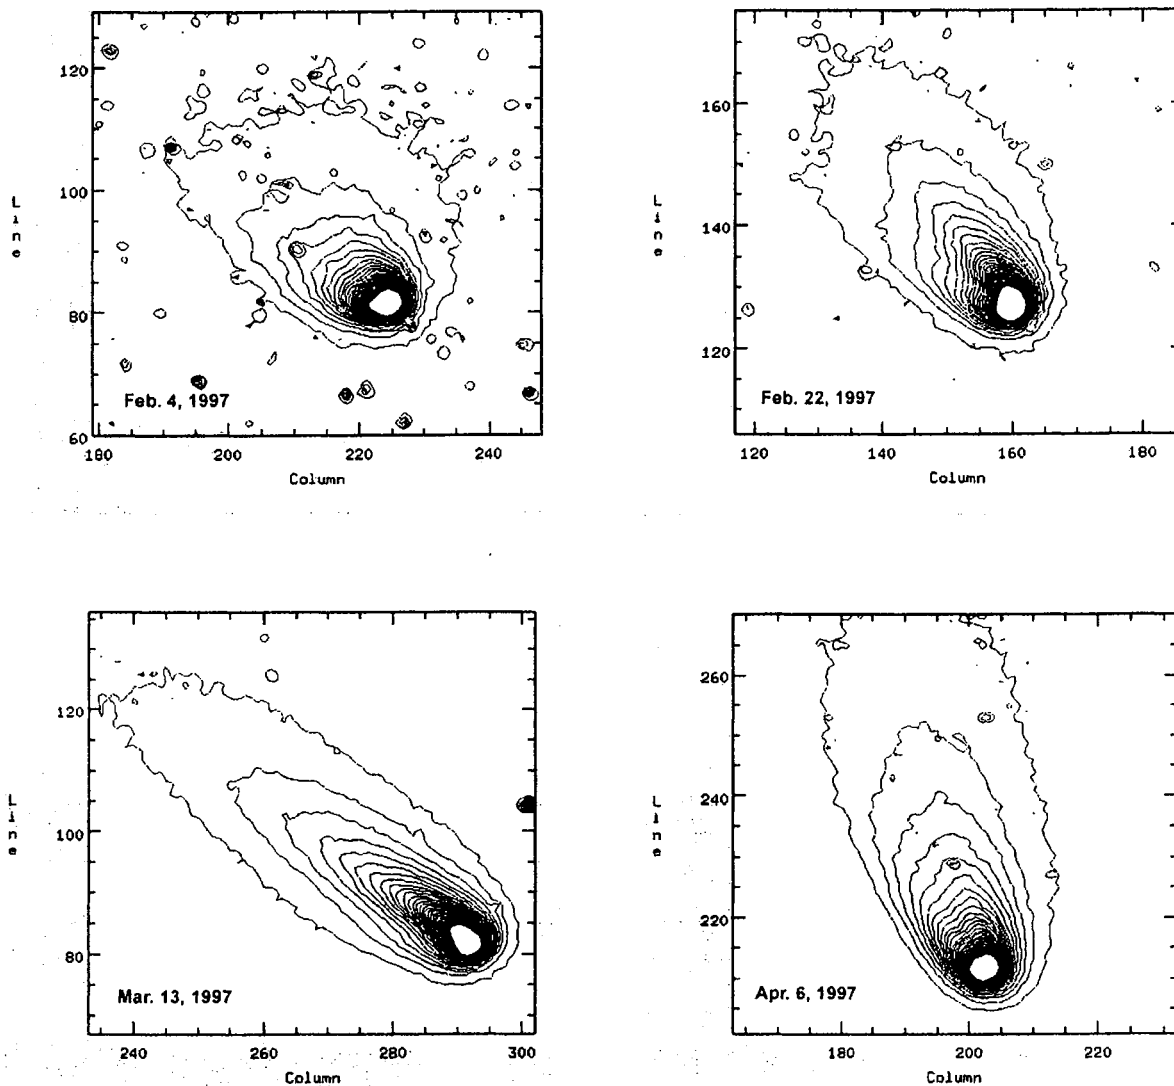 120
100
80
60
Line
Feb. 4, 1997
180 200 220 240
Column
160
140
120
Line
Feb. 22, 1997
120 140 160 180
Column
120
100
80
Line
Mar. 13, 1997
240 260 280 300
Column
260
240
220
Line
Apr. 6, 1997
180 200 220
Column